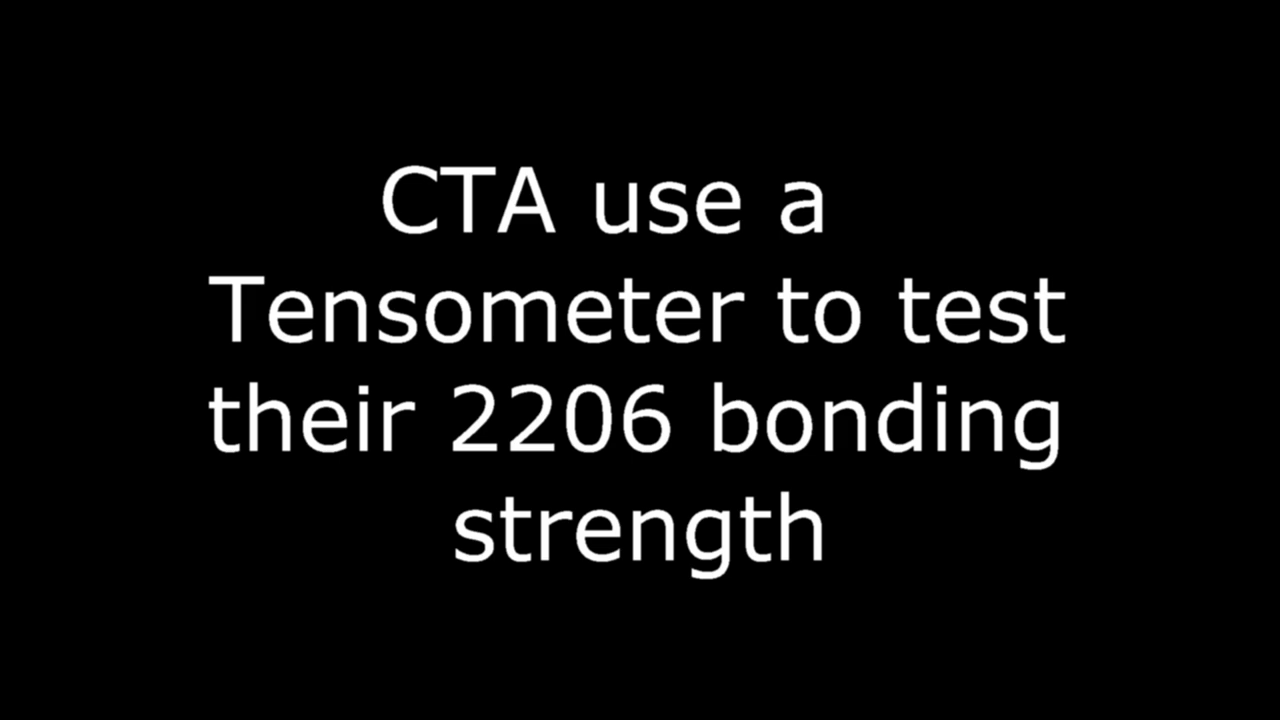 CTA use a
Tensometer to test
their 2206 bonding
strength